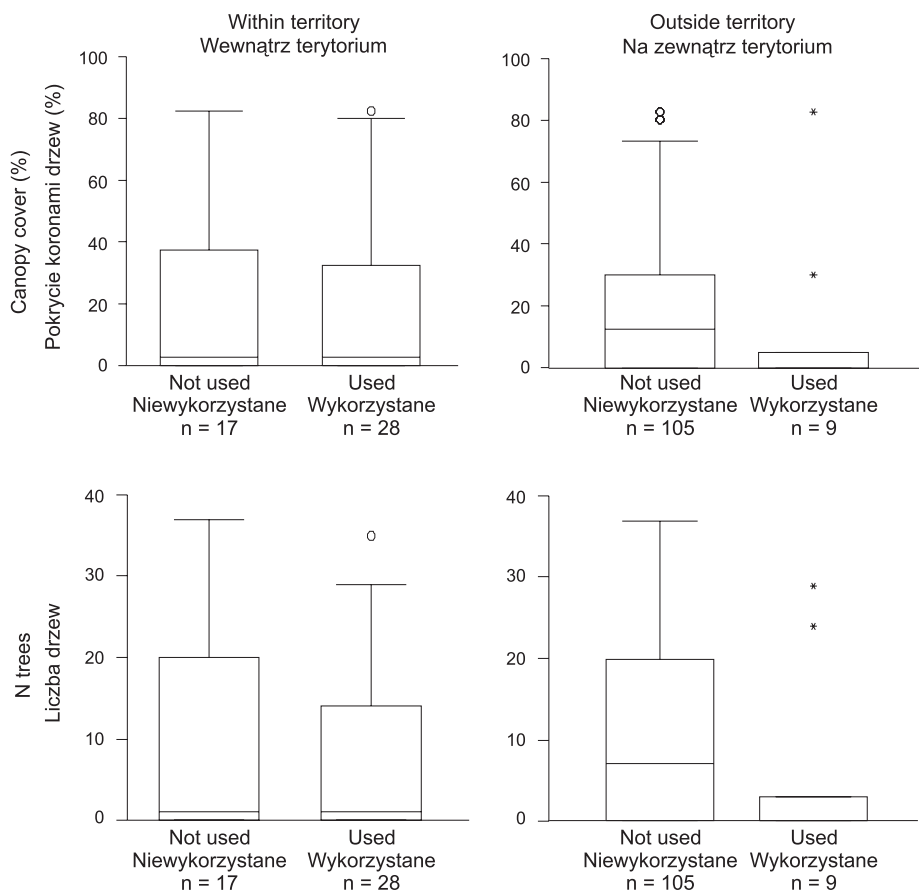 Within territory
Wewnątrz terytorium
Outside territory
Na zewnątrz terytorium
Canopy cover (%)
Pokrycie koronami drzew (%)
100
80
60
40
20
0
Not used
Niewykorzystane
n = 17
Used
Wykorzystane
n = 28
100
80
60
40
20
0
Not used
Niewykorzystane
n = 105
Used
Wykorzystane
n = 9
N trees
Liczba drzew
40
30
20
10
0
Not used
Niewykorzystane
n = 17
Used
Wykorzystane
n = 28
40
30
20
10
0
Not used
Niewykorzystane
n = 105
Used
Wykorzystane
n = 9